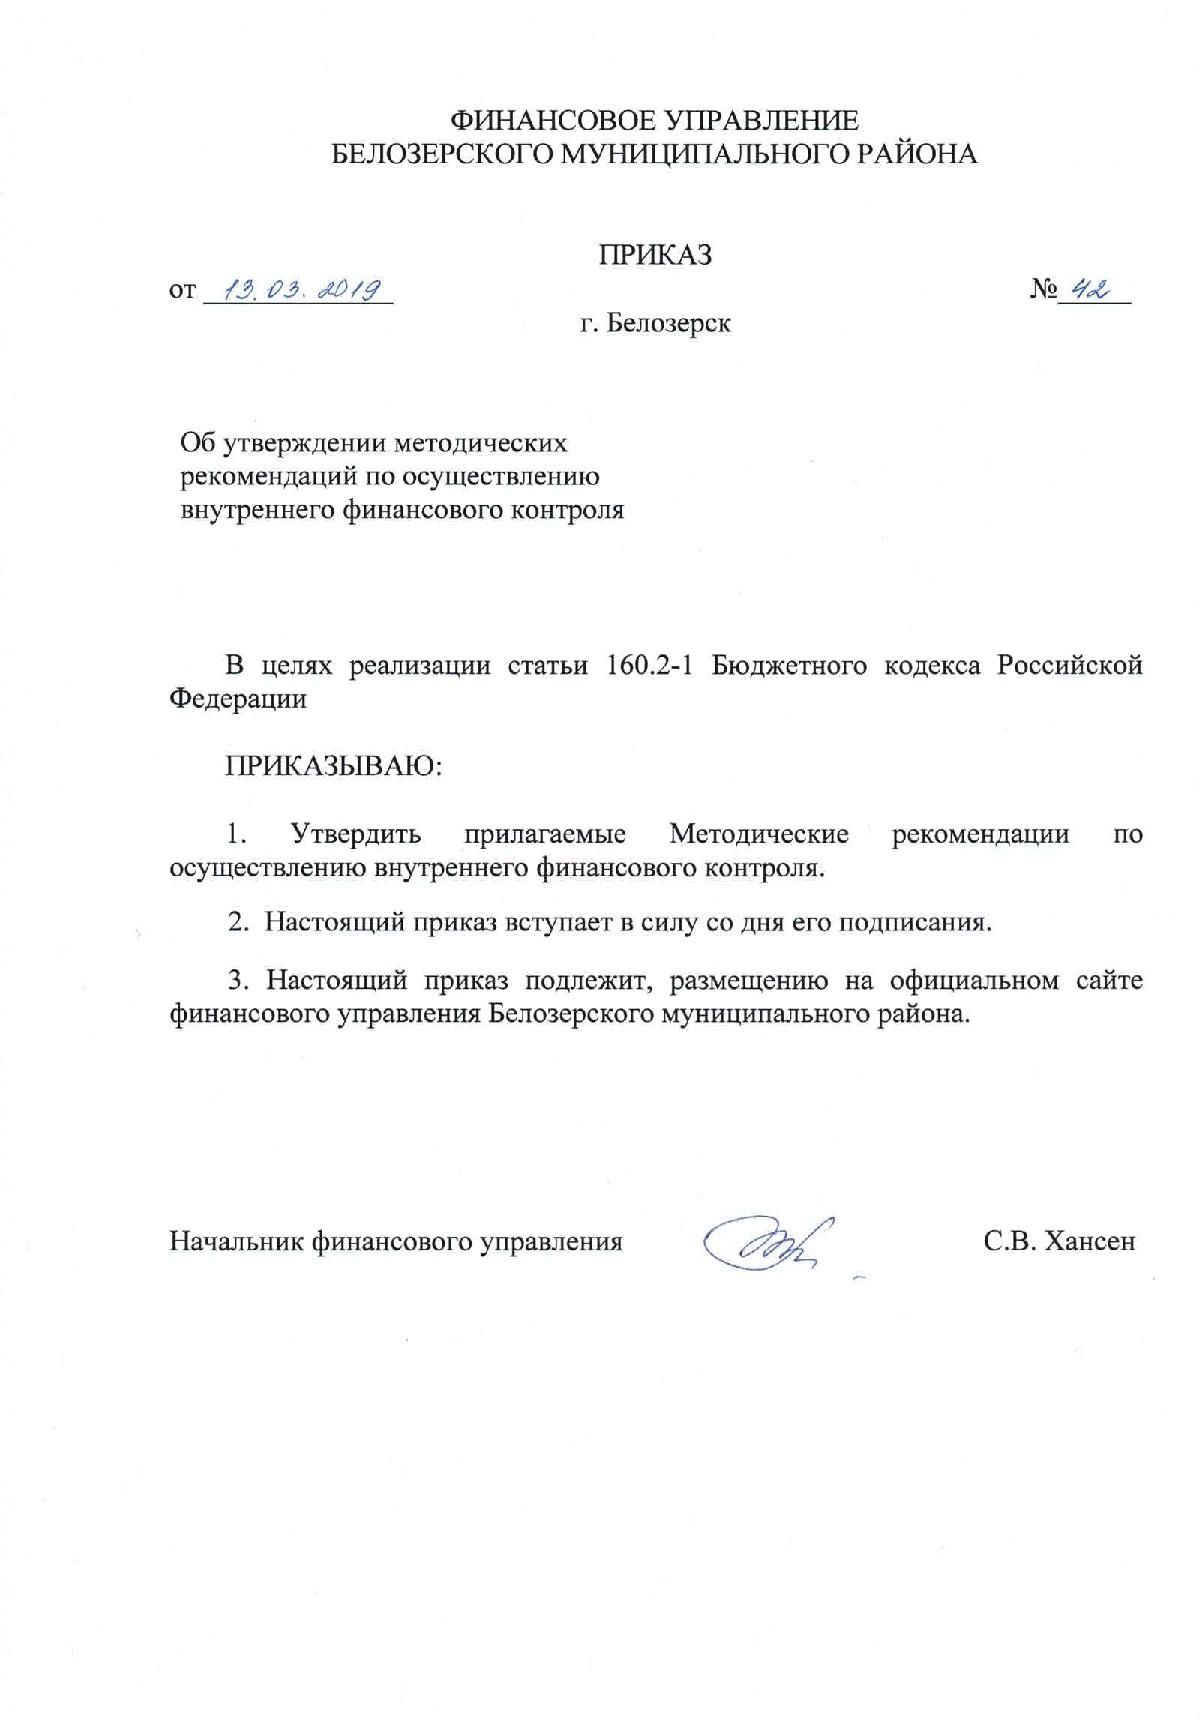 ФИНАНСОВОЕ УПРАВЛЕНИЕ
БЕЛОЗЕРСКОГО МУНИЦИПАЛЬНОГО РАЙОНА
ПРИКАЗ
от 13.03.2019 № 42
г. Белозерск
Об утверждении методических
рекомендаций по осуществлению
внутреннего финансового контроля
В целях реализации статьи 160.2-1 Бюджетного кодекса Российской
Федерации
ПРИКАЗЫВАЮ:
1. Утвердить прилагаемые Методические рекомендации по
осуществлению внутреннего финансового контроля.
2. Настоящий приказ вступает в силу со дня его подписания.
3. Настоящий приказ подлежит, размещению на официальном сайте
финансового управления Белозерского муниципального района.
Начальник финансового управления С.В. Хансен